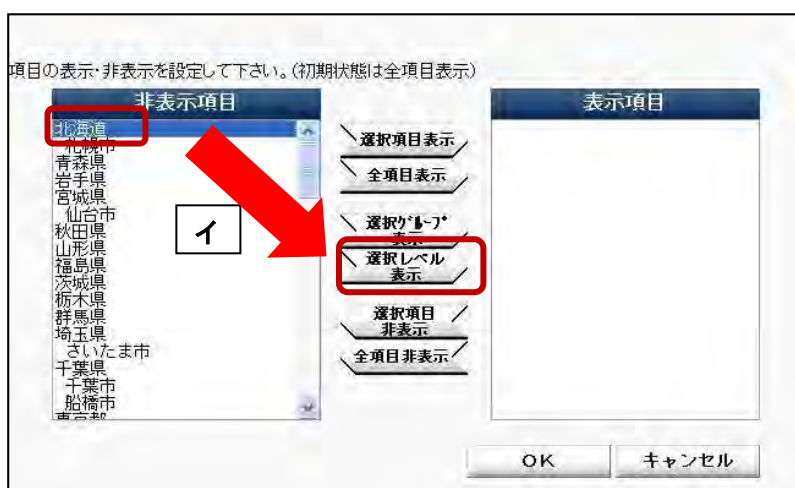 項目の表示・非表示を設定して下さい。(初期状態は全項目表示)
非表示項目
北海道
札幌市
青森県
岩手県
宮城県
仙台市
秋田県
山形県
福島県
茨城県
栃木県
群馬県
埼玉県
さいたま市
千葉県
千葉市
船橋市
東京都
イ
選択項目表示
全項目表示
選択グループ
表示
選択レベル
表示
選択項目
非表示
全項目非表示
表示項目
OK
キャンセル